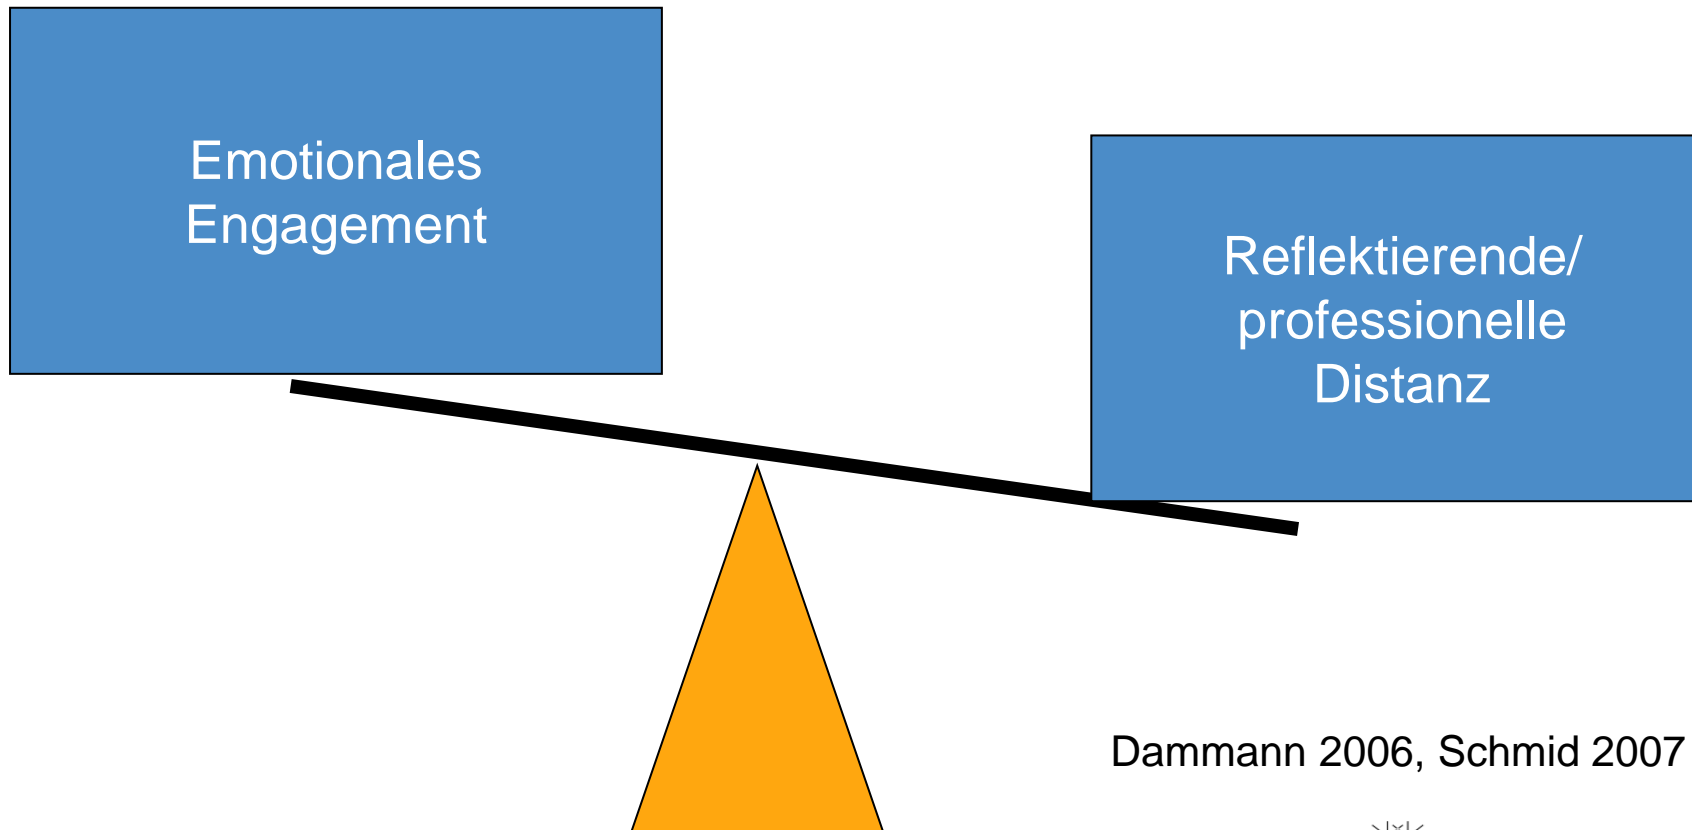 Emotionales
Engagement
Reflektierende/
professionelle
Distanz
Dammann 2006, Schmid 2007